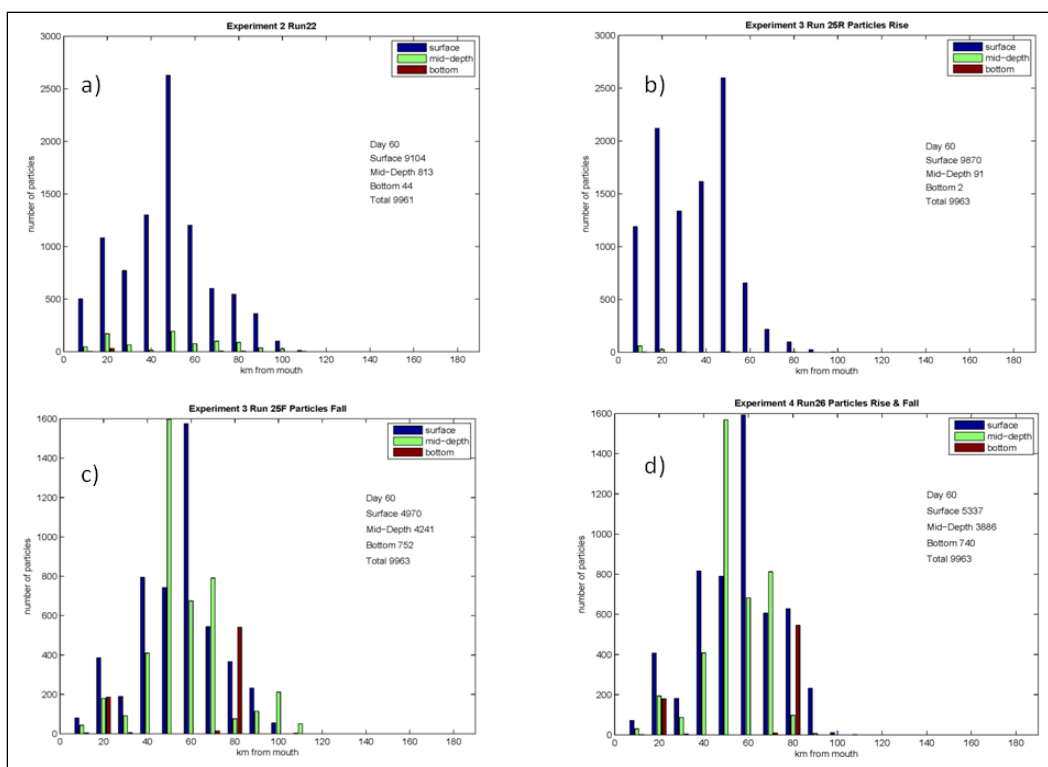 Experiment 2 Run22
3000
2500
2000
1500
1000
500
0
number of particles
a)
surface
mid-depth
bottom
Day 60
Surface 9104
Mid-Depth 813
Bottom 44
Total 9961
0 20 40 60 80 100 120 140 160 180
km from mouth
Experiment 3 Run 25R Particles Rise
3000
2500
2000
1500
1000
500
0
number of particles
b)
surface
mid-depth
bottom
Day 60
Surface 9870
Mid-Depth 91
Bottom 2
Total 9963
0 20 40 60 80 100 120 140 160 180
km from mouth
Experiment 3 Run 25F Particles Fall
1600
1400
1200
1000
800
600
400
200
0
number of particles
c)
surface
mid-depth
bottom
Day 60
Surface 4970
Mid-Depth 4241
Bottom 752
Total 9963
0 20 40 60 80 100 120 140 160 180
km from mouth
Experiment 4 Run26 Particles Rise & Fall
1600
1400
1200
1000
800
600
400
200
0
number of particles
d)
surface
mid-depth
bottom
Day 60
Surface 5337
Mid-Depth 3886
Bottom 740
Total 9963
0 20 40 60 80 100 120 140 160 180
km from mouth